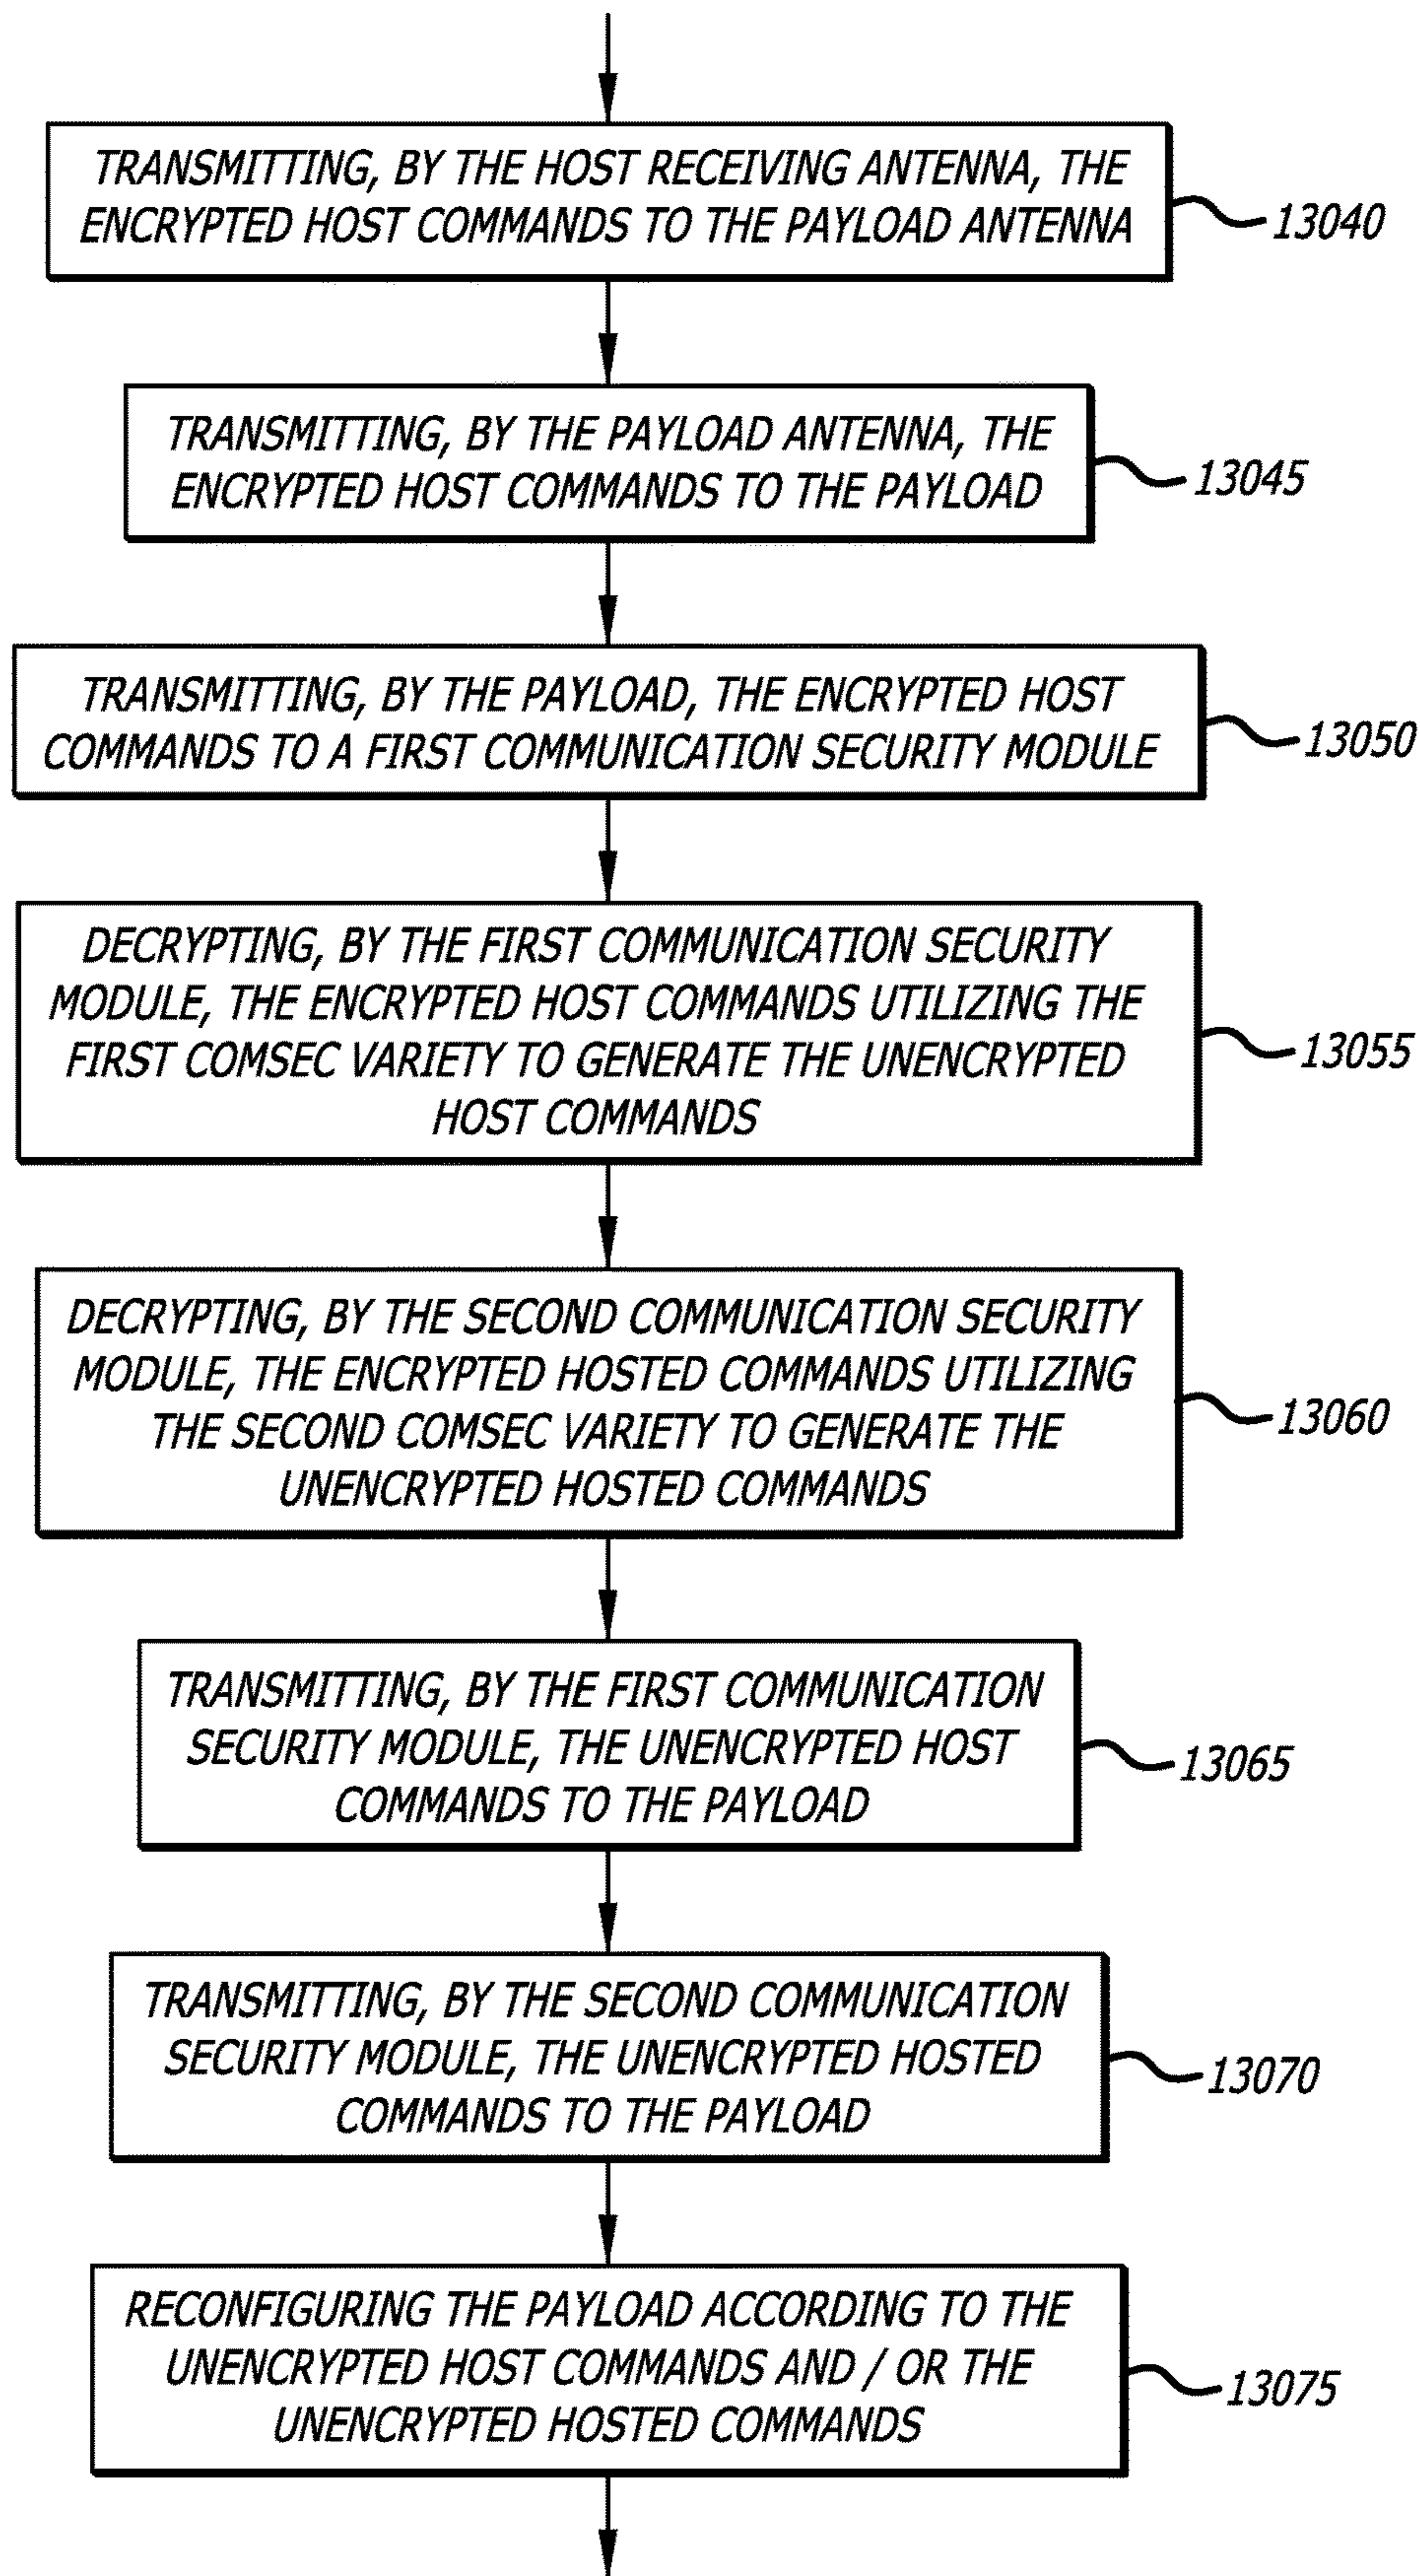 TRANSMITTING, BY THE HOST RECEIVING ANTENNA, THE
ENCRYPTED HOST COMMANDS TO THE PAYLOAD ANTENNA
13040
TRANSMITTING, BY THE PAYLOAD ANTENNA, THE
ENCRYPTED HOST COMMANDS TO THE PAYLOAD
13045
TRANSMITTING, BY THE PAYLOAD, THE ENCRYPTED HOST
COMMANDS TO A FIRST COMMUNICATION SECURITY MODULE
13050
DECRYPTING, BY THE FIRST COMMUNICATION SECURITY
MODULE, THE ENCRYPTED HOST COMMANDS UTILIZING THE
FIRST COMSEC VARIETY TO GENERATE THE UNENCRYPTED
HOST COMMANDS
13055
DECRYPTING, BY THE SECOND COMMUNICATION SECURITY
MODULE, THE ENCRYPTED HOSTED COMMANDS UTILIZING
THE SECOND COMSEC VARIETY TO GENERATE THE
UNENCRYPTED HOSTED COMMANDS
13060
TRANSMITTING, BY THE FIRST COMMUNICATION
SECURITY MODULE, THE UNENCRYPTED HOST
COMMANDS TO THE PAYLOAD
13065
TRANSMITTING, BY THE SECOND COMMUNICATION
SECURITY MODULE, THE UNENCRYPTED HOSTED
COMMANDS TO THE PAYLOAD
13070
RECONFIGURING THE PAYLOAD ACCORDING TO THE
UNENCRYPTED HOST COMMANDS AND / OR THE
UNENCRYPTED HOSTED COMMANDS
13075